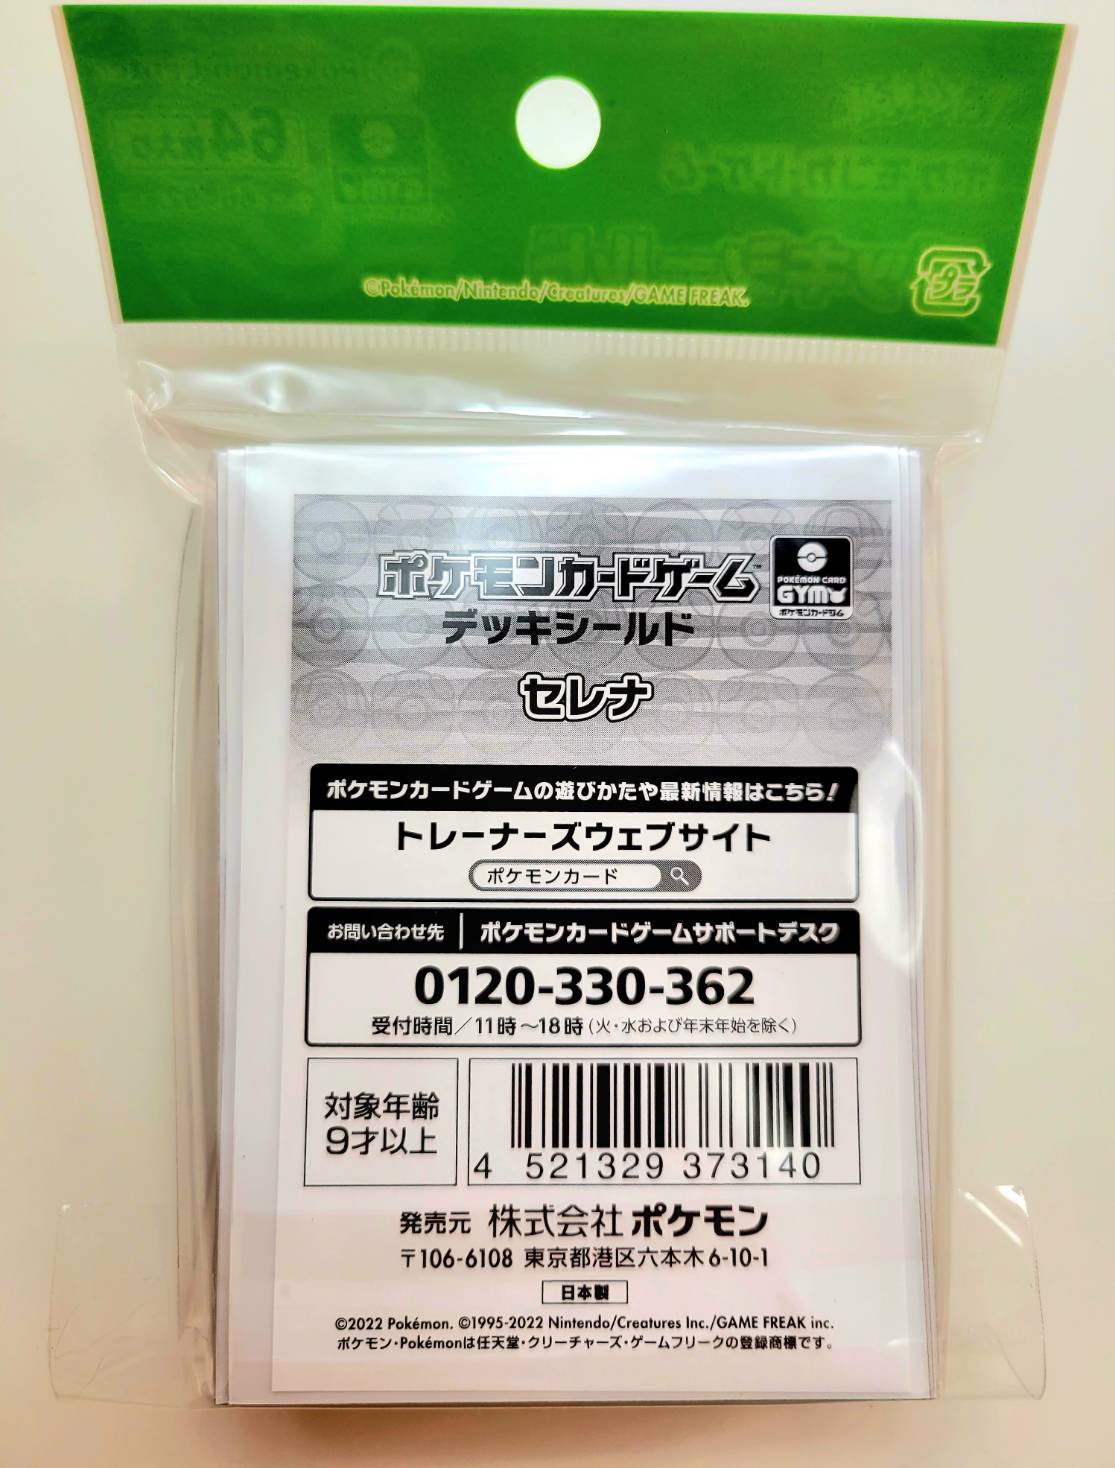 ©Pokémon/Nintendo/Creatures/GAME FREAK.
プラ
ポケモンカードゲーム™
POKÉMON CARD
GYM
ポケモンカードジム
デッキシールド
セレナ
ポケモンカードゲームの遊びかたや最新情報はこちら!
トレーナーズウェブサイト
ポケモンカード
お問い合わせ先 ポケモンカードゲームサポートデスク
0120-330-362
受付時間/11時~18時(火・水および年末年始を除く)
対象年齢
9才以上
4 521329 373140
発売元 株式会社ポケモン
〒106-6108 東京都港区六本木6-10-1
日本製
©2022 Pokémon. ©1995-2022 Nintendo/Creatures Inc./GAME FREAK inc.
ポケモン・Pokémonは任天堂・クリーチャーズ・ゲームフリークの登録商標です。